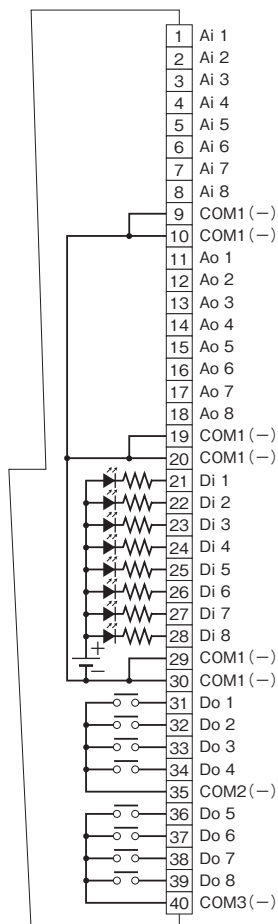 1 Ai 1
2 Ai 2
3 Ai 3
4 Ai 4
5 Ai 5
6 Ai 6
7 Ai 7
8 Ai 8
9 COM1(−)
10 COM1(−)
11 Ao 1
12 Ao 2
13 Ao 3
14 Ao 4
15 Ao 5
16 Ao 6
17 Ao 7
18 Ao 8
19 COM1(−)
20 COM1(−)
21 Di 1
22 Di 2
23 Di 3
24 Di 4
25 Di 5
26 Di 6
27 Di 7
28 Di 8
+
29 COM1(−)
−
30 COM1(−)
31 Do 1
32 Do 2
33 Do 3
34 Do 4
35 COM2(−)
36 Do 5
37 Do 6
38 Do 7
39 Do 8
40 COM3(−)